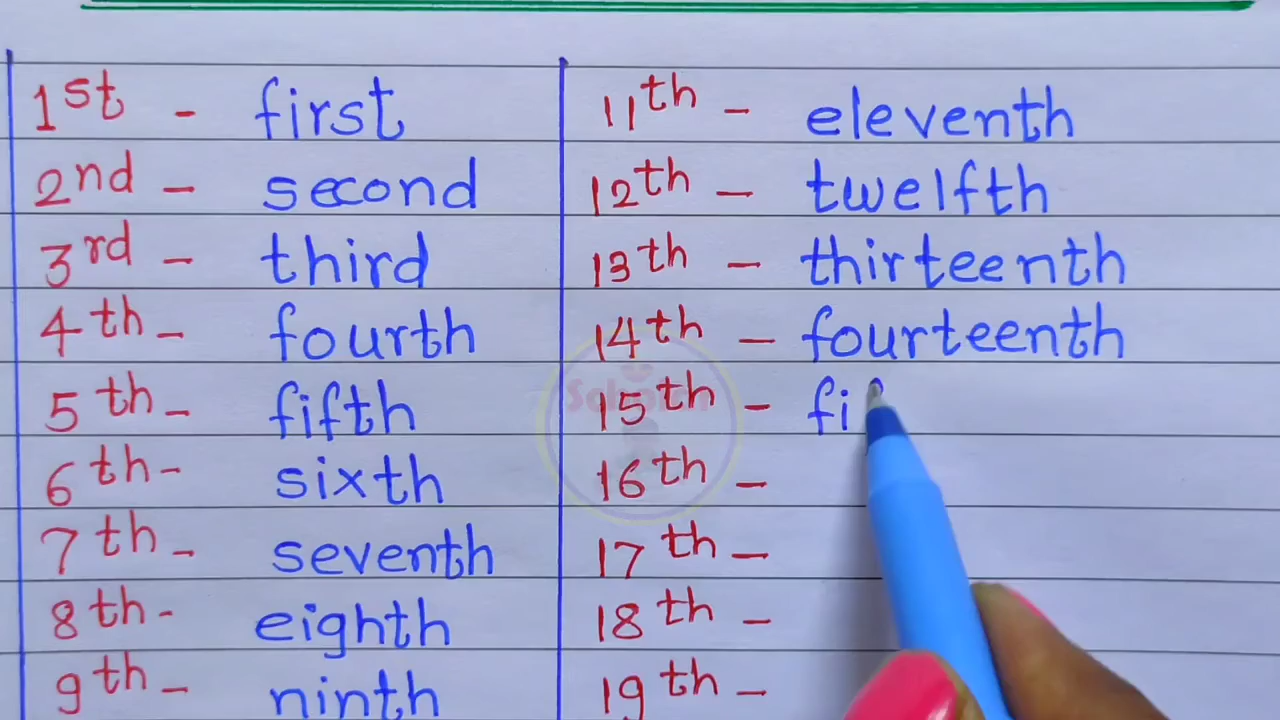 1st - first
2nd - second
3rd - third
4th - fourth
5th - fifth
6th - sixth
7th - seventh
8th - eighth
9th - ninth
11th - eleventh
12th - twelfth
13th - thirteenth
14th - fourteenth
15th - fi
16th -
17th -
18th -
19th -